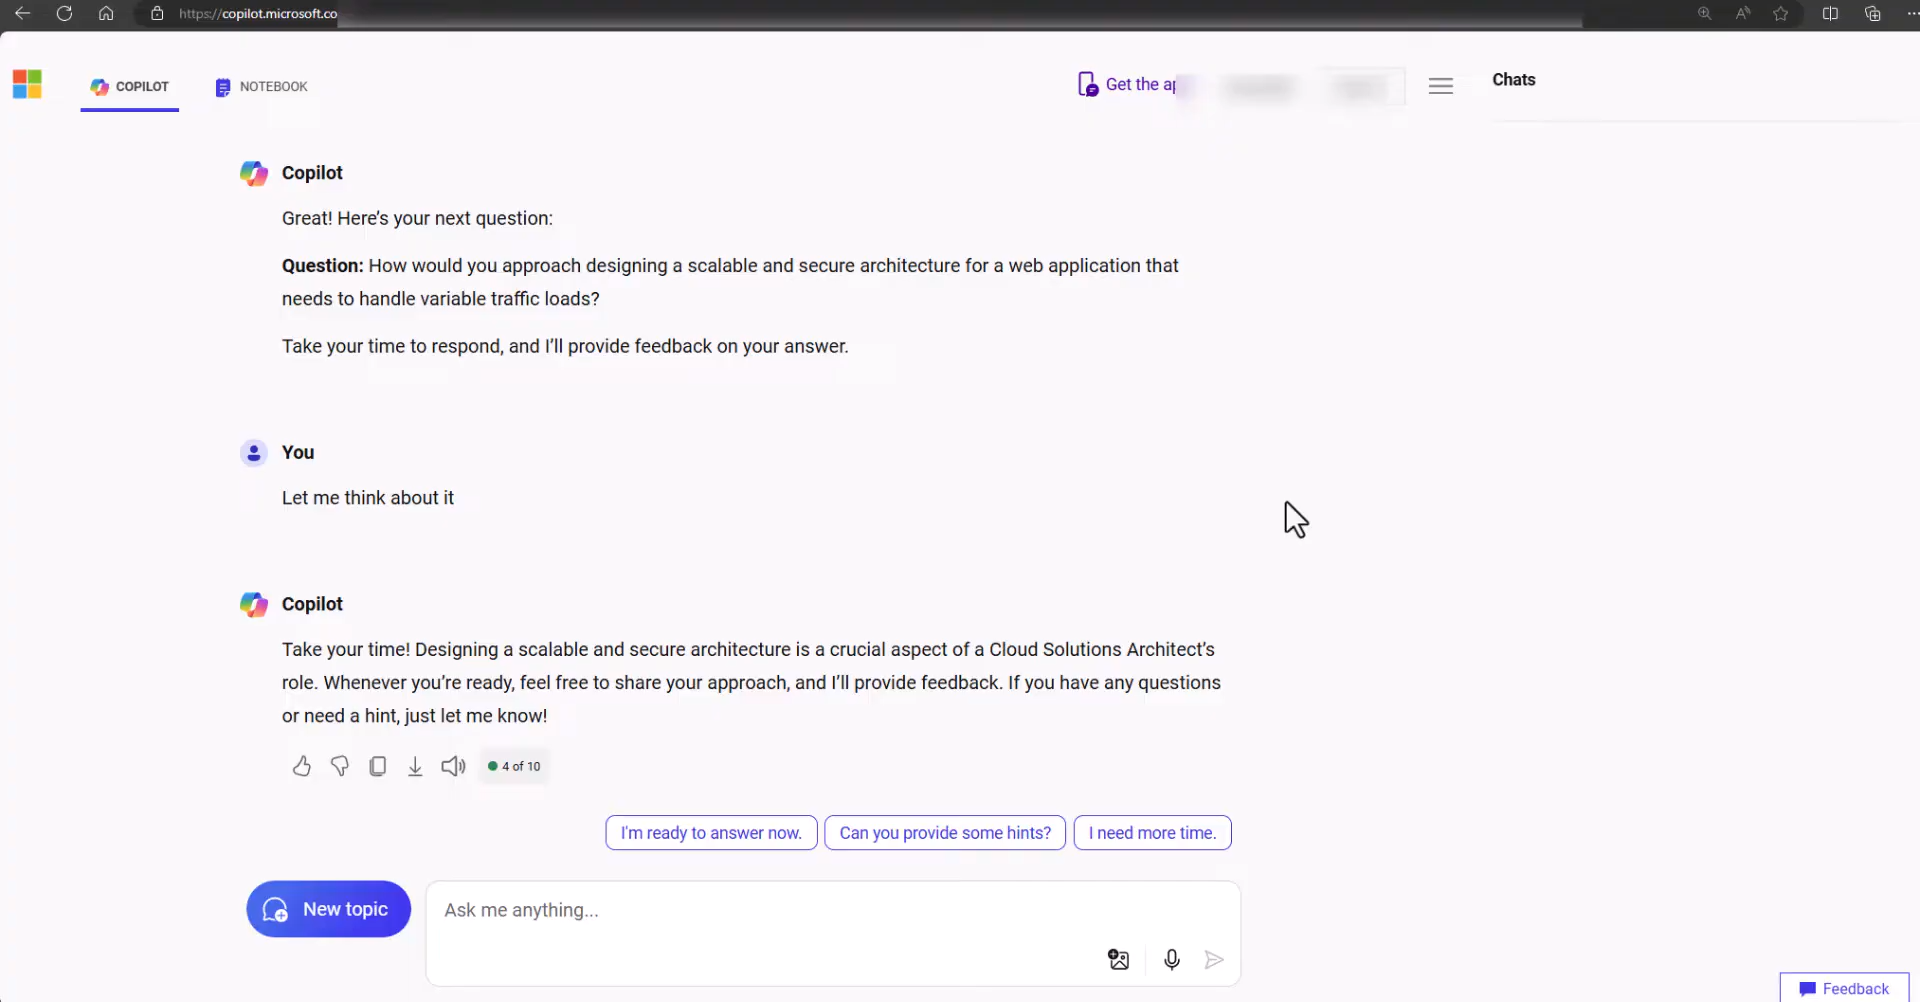 https://copilot.microsoft.co
COPILOT
NOTEBOOK
Get the
Chats
Copilot
Great! Here’s your next question:
Question: How would you approach designing a scalable and secure architecture for a web application that
needs to handle variable traffic loads?
Take your time to respond, and I’ll provide feedback on your answer.
You
Let me think about it
Copilot
Take your time! Designing a scalable and secure architecture is a crucial aspect of a Cloud Solutions Architect’s
role. Whenever you’re ready, feel free to share your approach, and I’ll provide feedback. If you have any questions
or need a hint, just let me know!
4 of 10
I'm ready to answer now.
Can you provide some hints?
I need more time.
New topic
Ask me anything...
Feedback